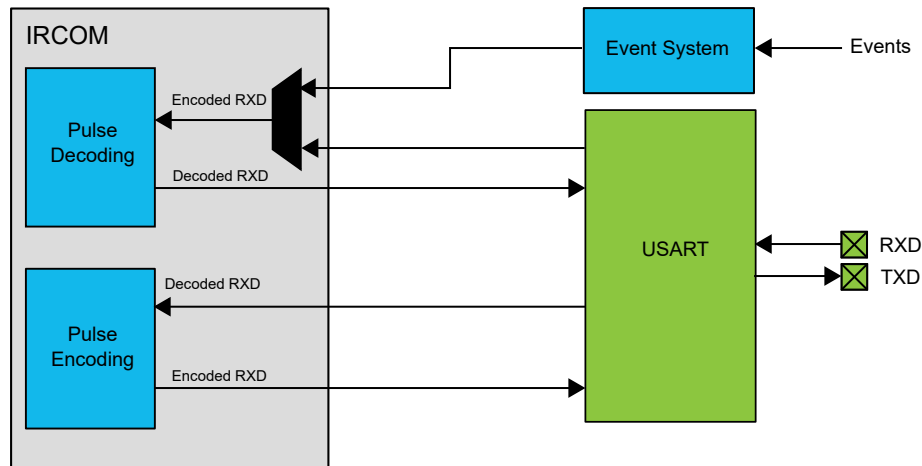 IRCOM
Event System
Events
Encoded RXD
Pulse
Decoding
Decoded RXD
USART
RXD
TXD
Decoded RXD
Pulse
Encoding
Encoded RXD